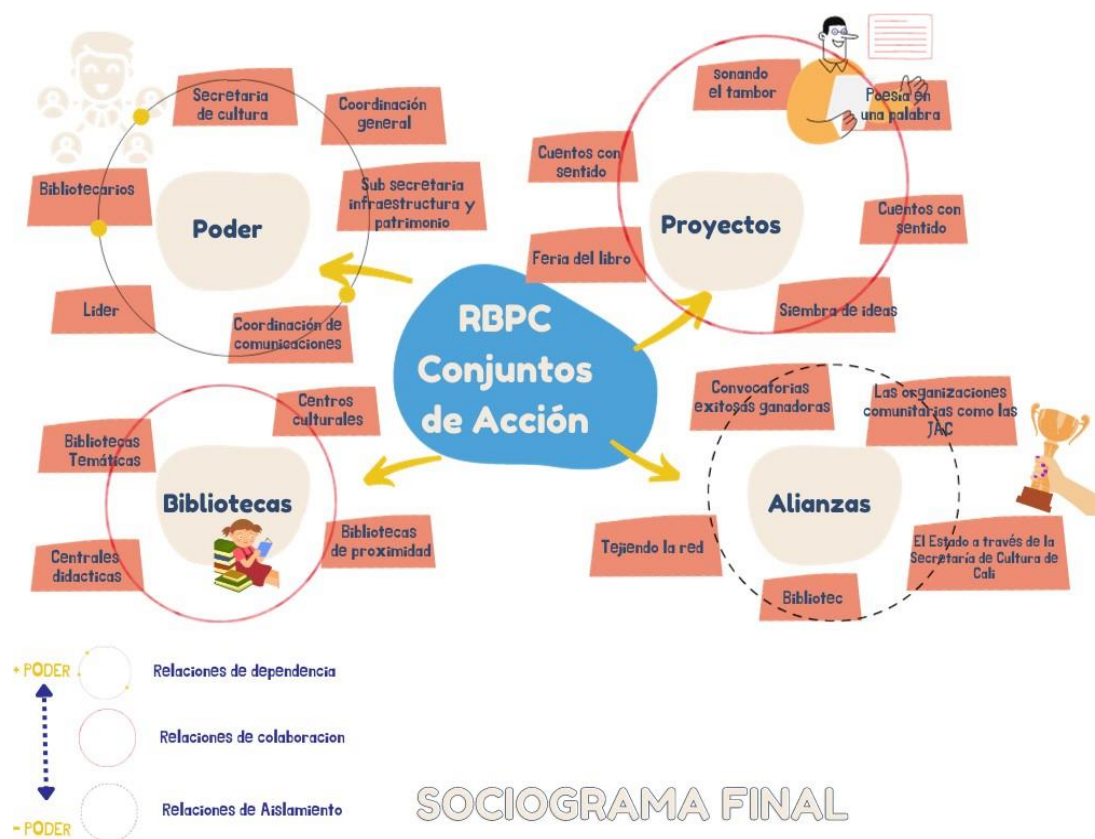 Secretaria
de cultura
Coordinación
general
Bibliotecarios
Sub secretaria
infraestructura y
patrimonio
Poder
Lider
Coordinación de
comunicaciones
sonando
el tambor
Poesia en
una palabra
Cuentos con
sentido
Cuentos con
sentido
Proyectos
Feria del libro
Siembra de ideas
RBPC
Conjuntos
de Acción
Centros
culturales
Bibliotecas
Temáticas
Bibliotecas
Centrales
didacticas
Bibliotecas
de proximidad
Convocatorias
exitosas ganadoras
Las organizaciones
comunitarias como las
JAC
Alianzas
Tejiendo la red
El Estado a través de la
Secretaría de Cultura de
Cali
Bibliotec
+ PODER
Relaciones de dependencia
Relaciones de colaboracion
Relaciones de Aislamiento
- PODER
SOCIOGRAMA FINAL